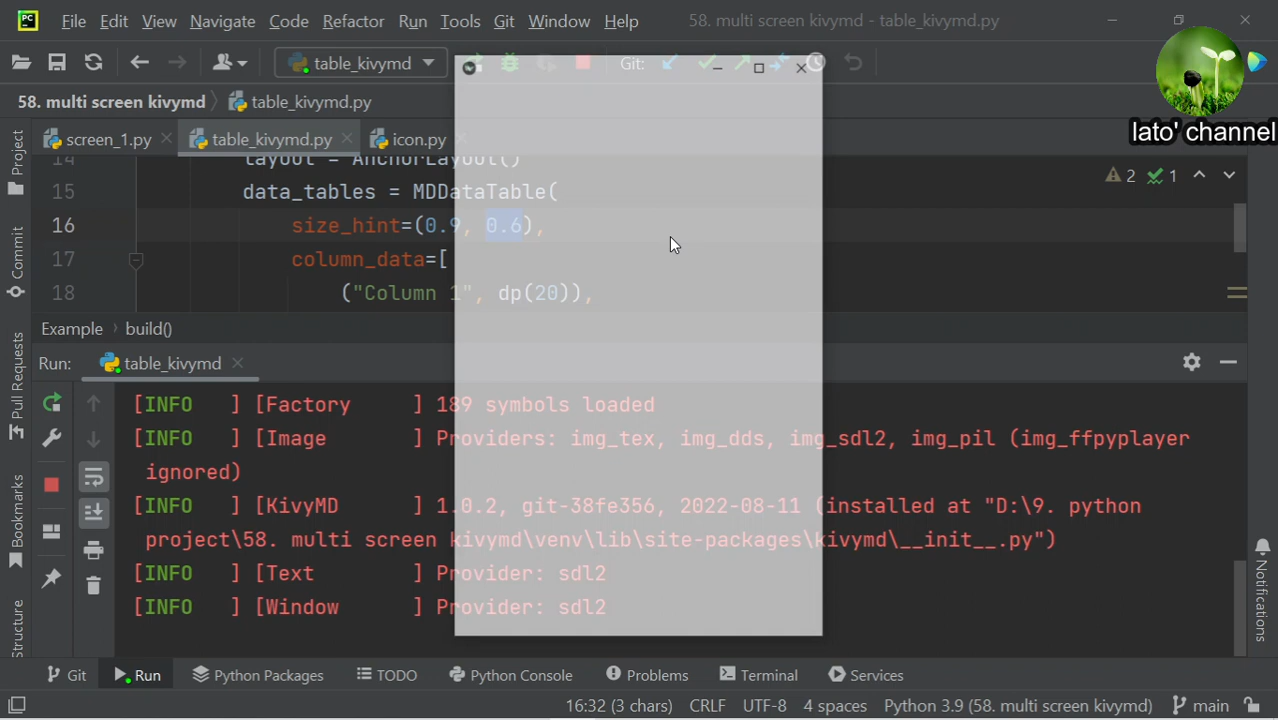 PC File Edit View Navigate Code Refactor Run Tools Git Window Help 58. multi screen kivymd - table_kivymd.py
table_kivymd Git:
58. multi screen kivymd table_kivymd.py
lato' channel
screen_1.py table_kivymd.py icon.py
14 layout = AnchorLayout()
15 data_tables = MDDataTable(
2 1
16 size_hint=(0.9, 0.6),
17 column_data=[
18 ("Column 1", dp(20)),
Example build()
Run: table_kivymd
[INFO ] [Factory ] 189 symbols loaded
[INFO ] [Image ] Providers: img_tex, img_dds, img_sdl2, img_pil (img_ffpyplayer
ignored)
[INFO ] [KivyMD ] 1.0.2, git-38fe356, 2022-08-11 (installed at "D:\9. python
project\58. multi screen kivymd\venv\lib\site-packages\kivymd\__init__.py")
[INFO ] [Text ] Provider: sdl2
[INFO ] [Window ] Provider: sdl2
Project
Commit
Pull Requests
Bookmarks
Structure
Notifications
Git Run Python Packages TODO Python Console Problems Terminal Services
16:32 (3 chars) CRLF UTF-8 4 spaces Python 3.9 (58. multi screen kivymd) main